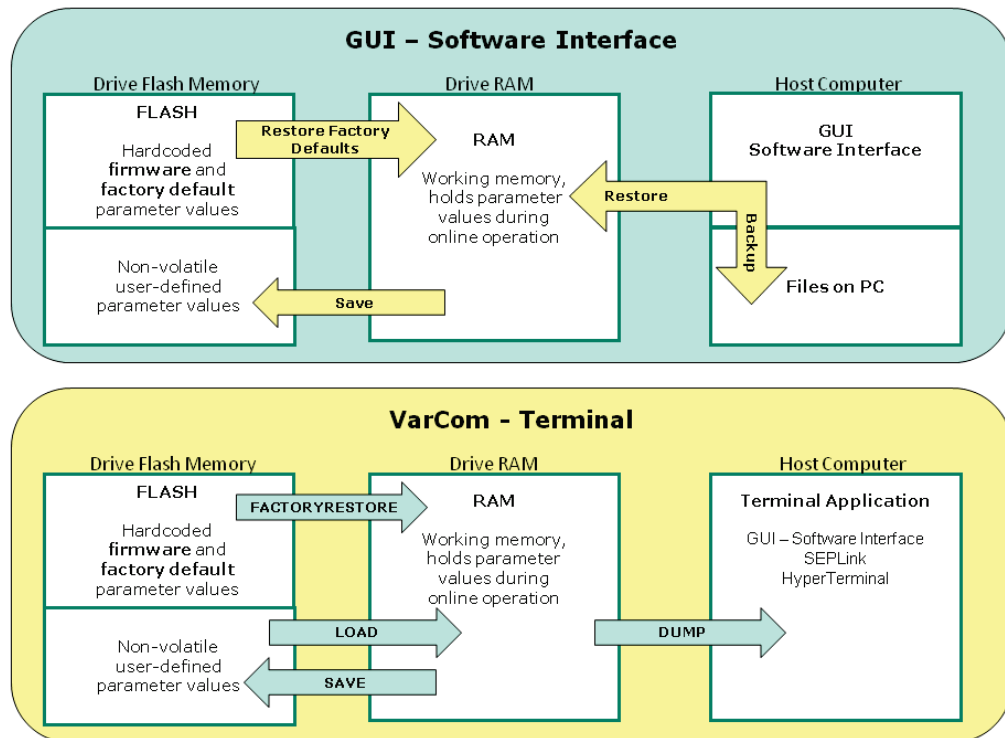 GUI – Software Interface
Drive Flash Memory
FLASH
Hardcoded
firmware and
factory default
parameter values
Non-volatile
user-defined
parameter values
Restore Factory
Defaults
Save
Drive RAM
RAM
Working memory,
holds parameter
values during
online operation
Restore
Backup
Host Computer
GUI
Software Interface
Files on PC
VarCom – Terminal
Drive Flash Memory
FLASH
Hardcoded
firmware and
factory default
parameter values
Non-volatile
user-defined
parameter values
FACTORYRESTORE
LOAD
SAVE
Drive RAM
RAM
Working memory,
holds parameter
values during
online operation
DUMP
Host Computer
Terminal Application
GUI – Software Interface
SEPLink
HyperTerminal